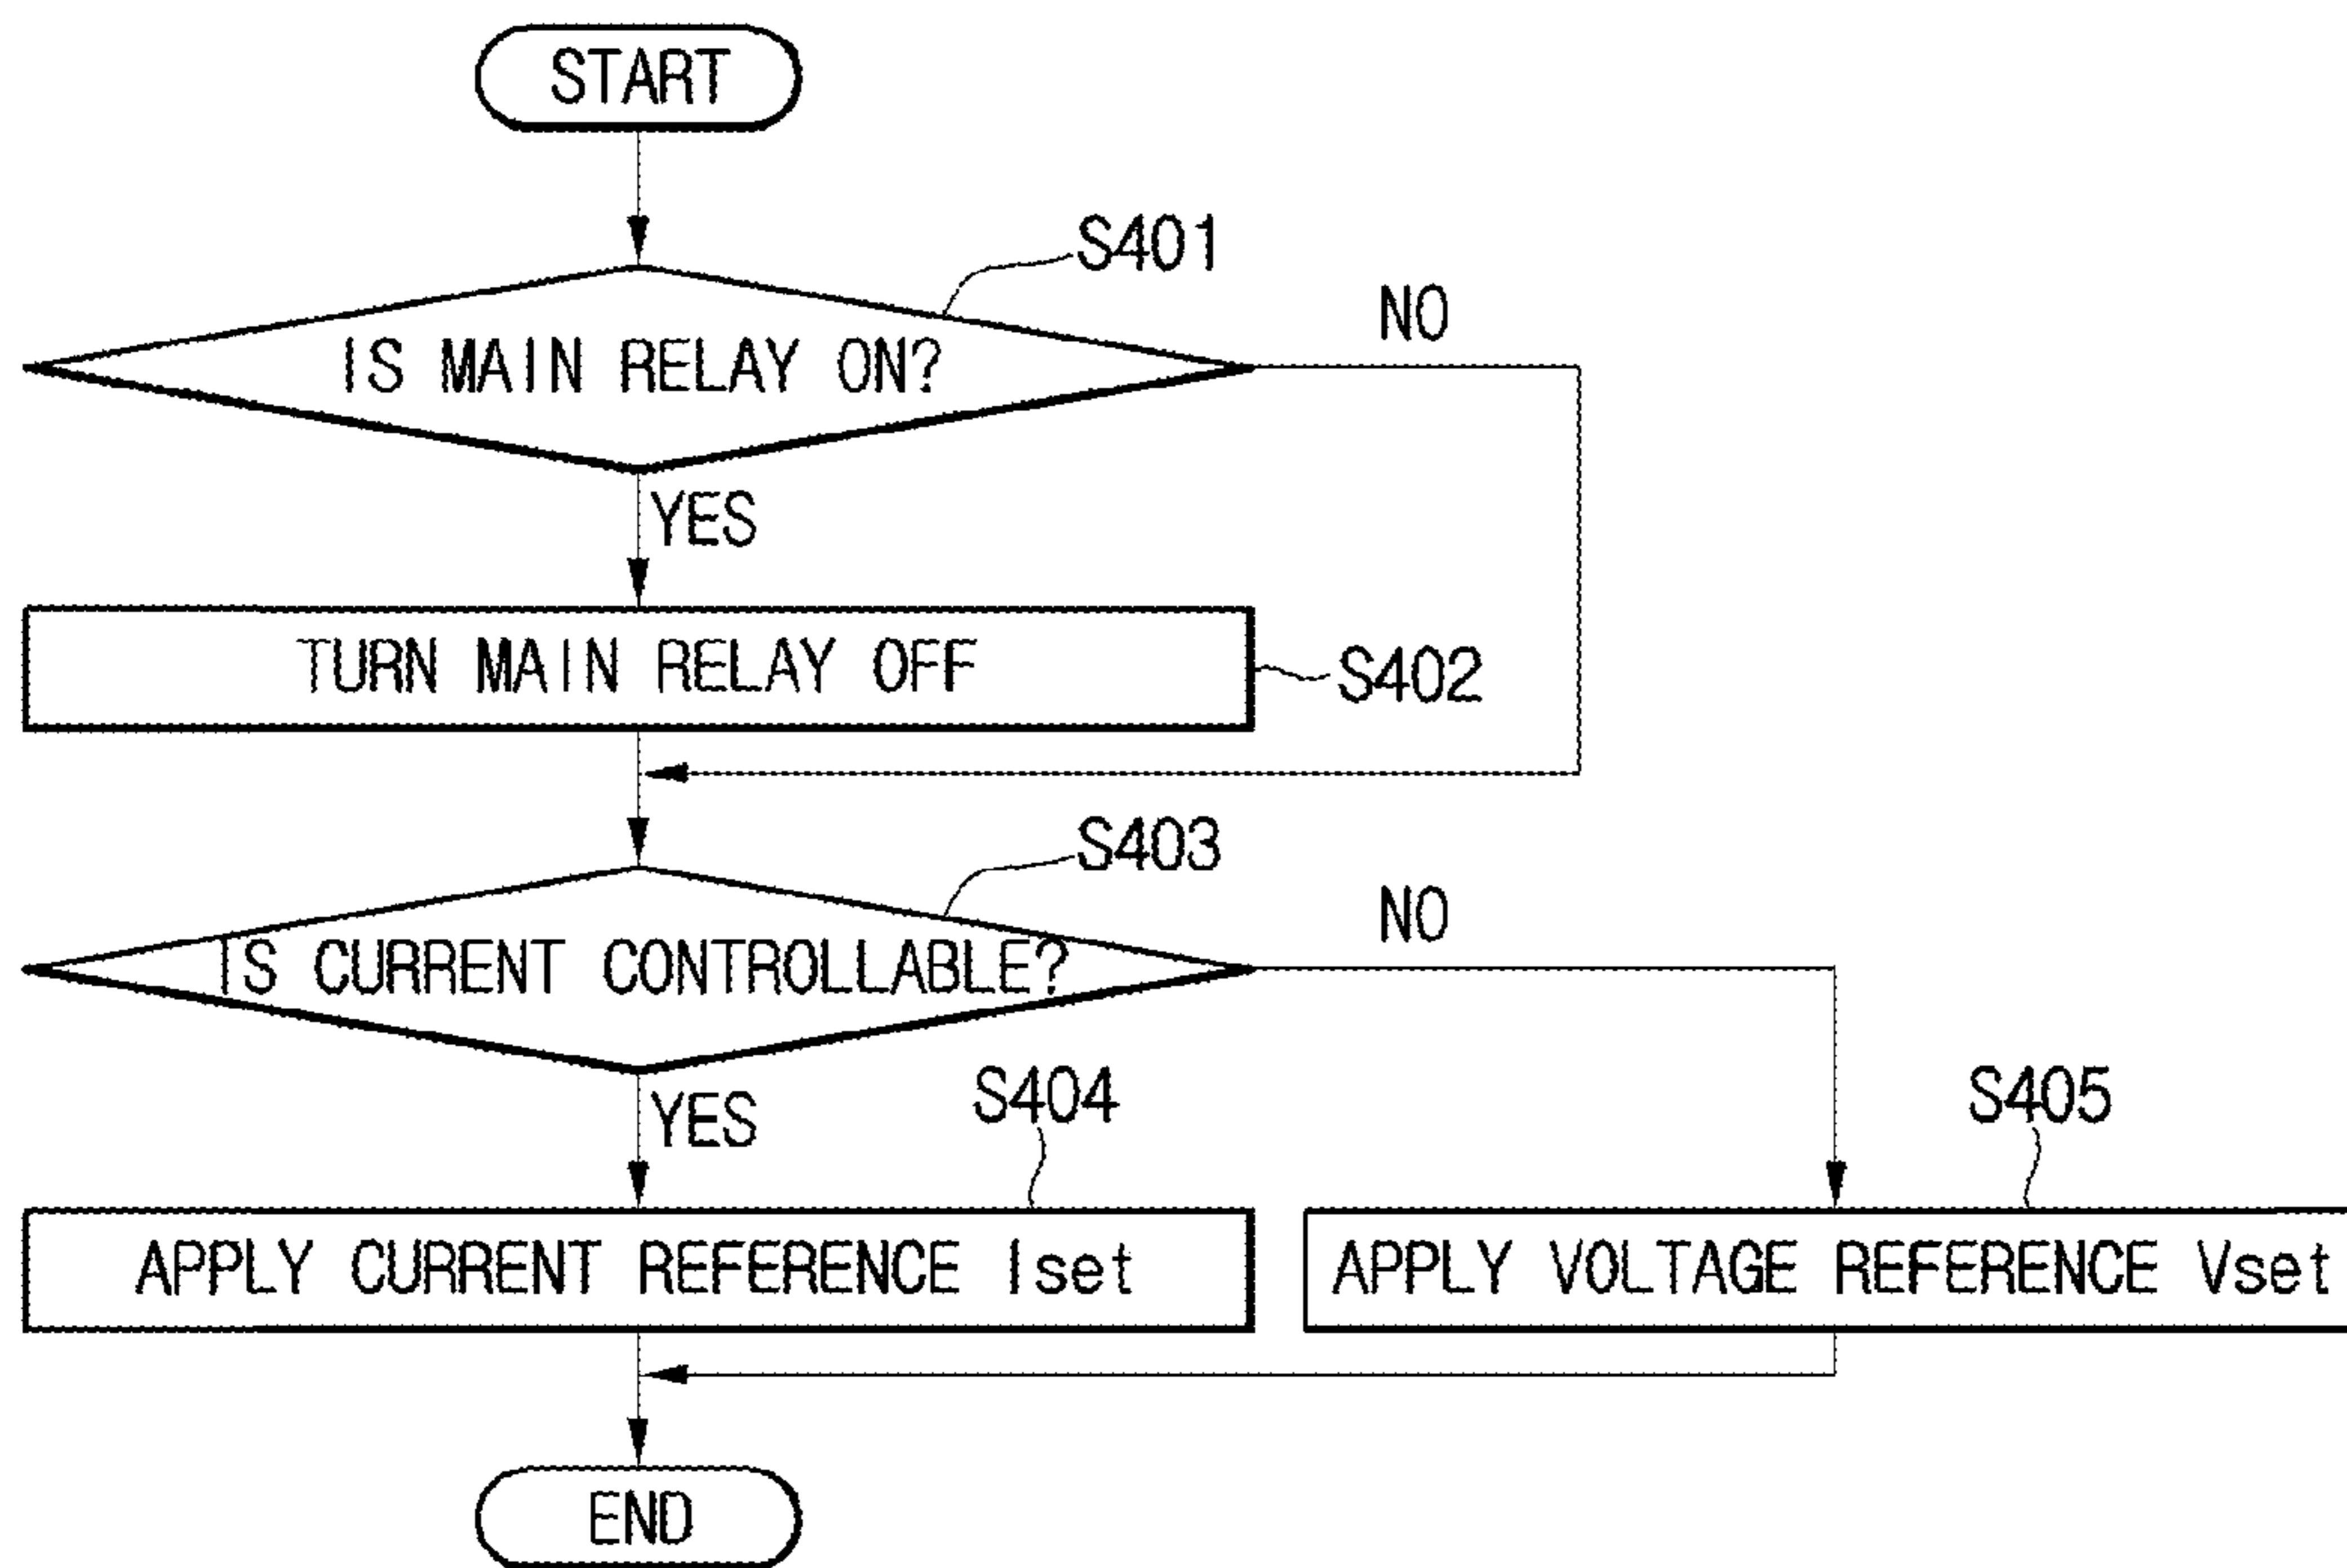 START
S401
NO
IS MAIN RELAY ON?
YES
TURN MAIN RELAY OFF
S402
S403
NO
IS CURRENT CONTROLLABLE?
YES
S404
S405
APPLY CURRENT REFERENCE Iset
APPLY VOLTAGE REFERENCE Vset
END